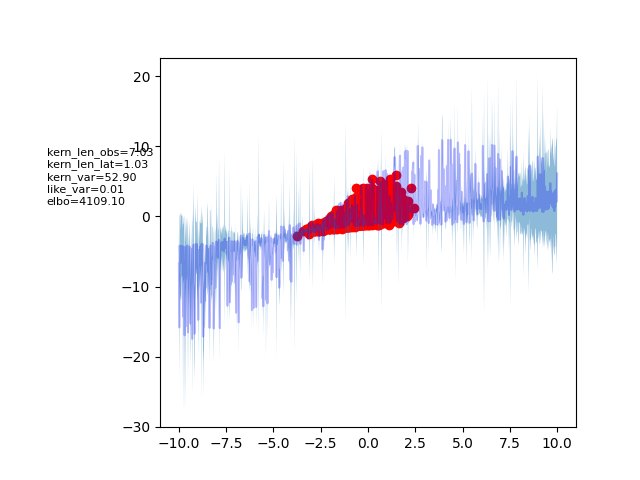 20
10
0
−10
−20
−30
kern_len_obs=7.03
kern_len_lat=1.03
kern_var=52.90
like_var=0.01
elbo=4109.10
−10.0 −7.5 −5.0 −2.5 0.0 2.5 5.0 7.5 10.0